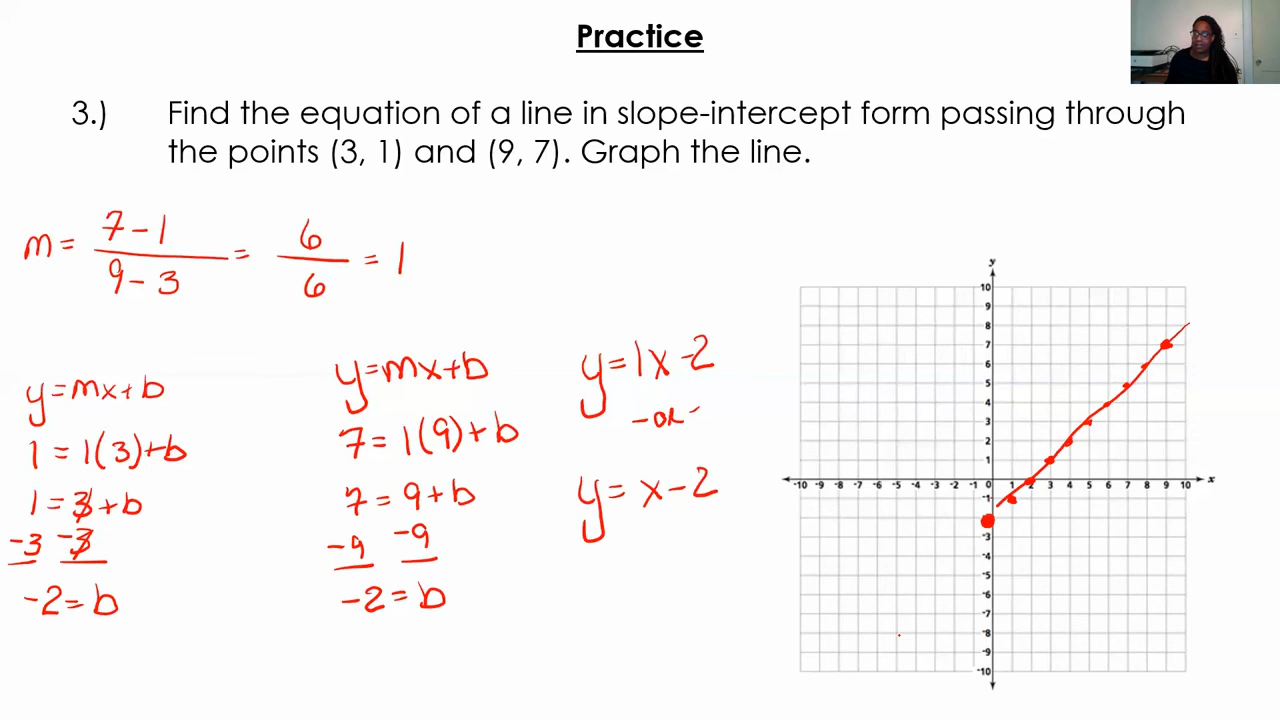 Practice
3.) Find the equation of a line in slope-intercept form passing through
the points (3, 1) and (9, 7). Graph the line.
m = 7-1 / 9-3 = 6 / 6 = 1
y=mx+b
1 = 1(3)+b
1 = 3+b
-3 -3
-2=b
y=mx+b
7= 1(9)+b
7 = 9+b
-9 -9
-2=b
y=1x-2
-or-
y= x-2
y
10
9
8
7
6
5
4
3
2
1
-10 -9 -8 -7 -6 -5 -4 -3 -2 -1 0 1 2 3 4 5 6 7 8 9 10 x
-1
-3
-4
-5
-6
-7
-8
-9
-10